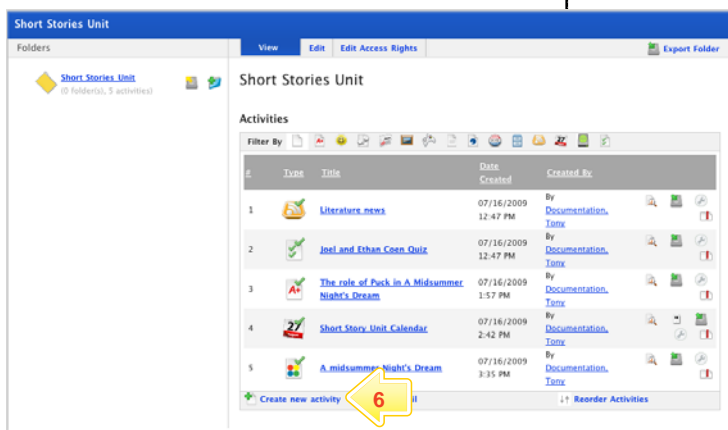 Short Stories Unit
Folders
View Edit Edit Access Rights
Export Folder
Short Stories Unit
(0 folder(s), 5 activities)
Short Stories Unit
Activities
Filter By
# Type Title Date Created Created By
1 Literature news 07/16/2009 12:47 PM By Documentation, Tony
2 Joel and Ethan Coen Quiz 07/16/2009 12:47 PM By Documentation, Tony
3 A+ The role of Puck in A Midsummer Night's Dream 07/16/2009 1:57 PM By Documentation, Tony
4 27 Short Story Unit Calendar 07/16/2009 2:42 PM By Documentation, Tony
5 A midsummer Night's Dream 07/16/2009 3:35 PM By Documentation, Tony
Create new activity 6 Reorder Activities